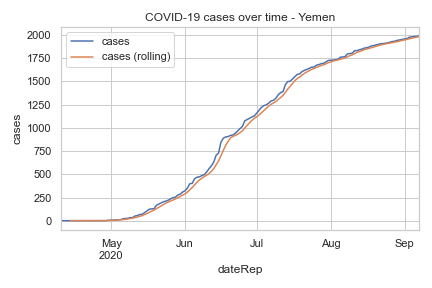 COVID-19 cases over time - Yemen
cases
cases (rolling)
2000
1750
1500
1250
1000
750
500
250
0
cases
May
2020
Jun
Jul
Aug
Sep
dateRep